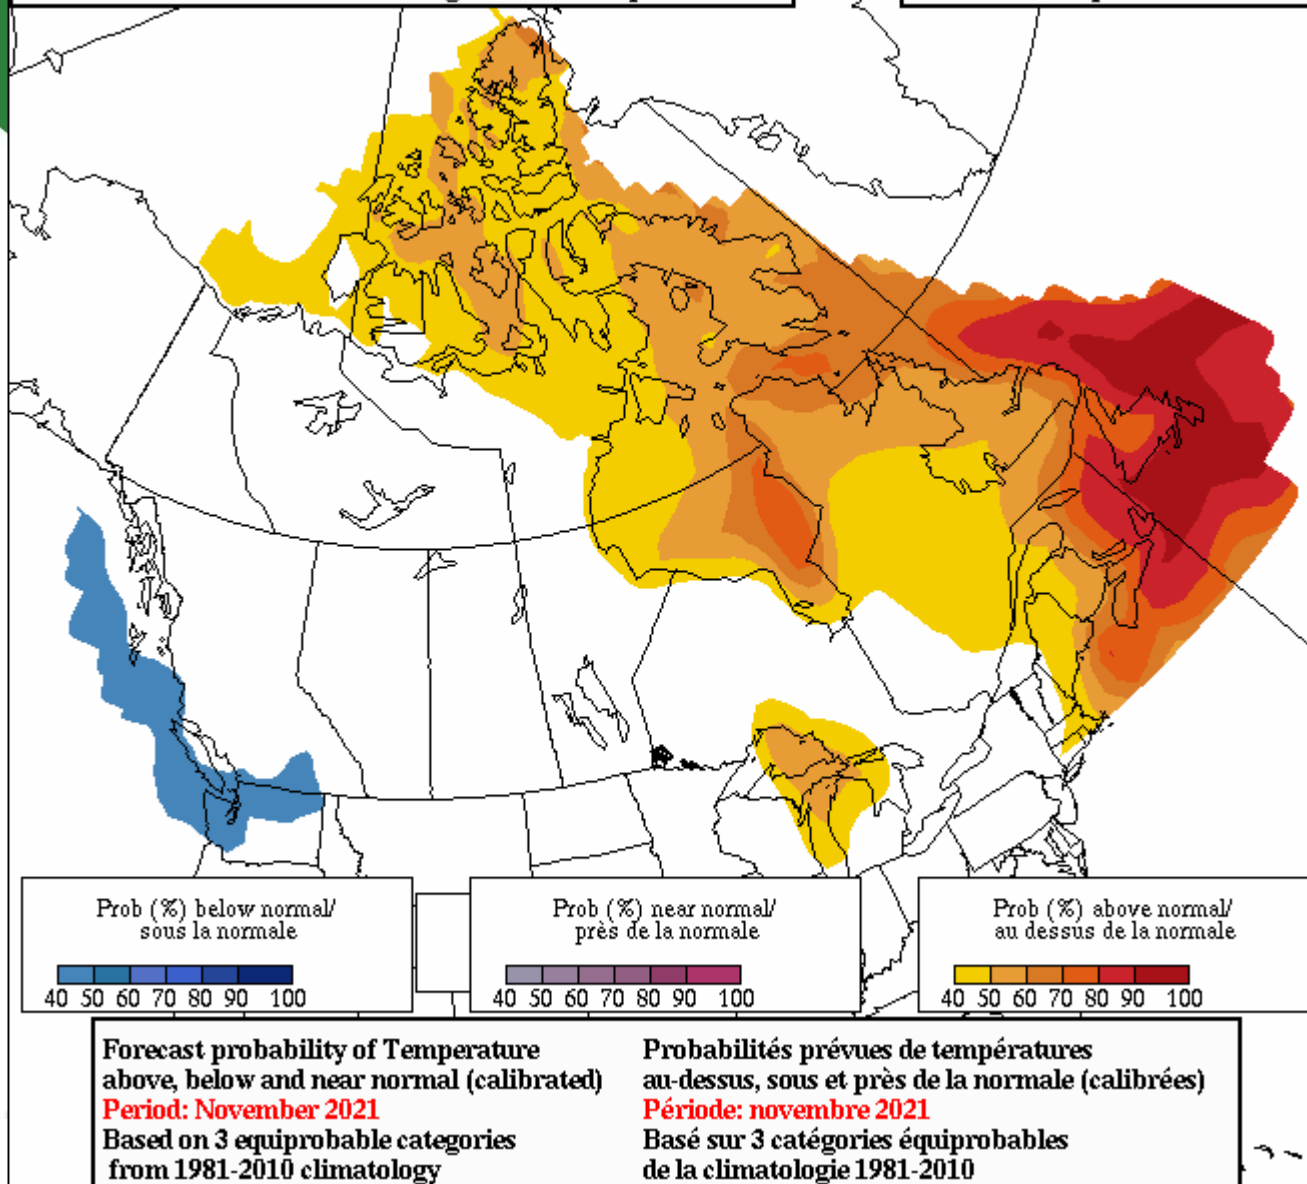 Prob (%) below normal/
sous la normale
40 50 60 70 80 90 100
Prob (%) near normal/
près de la normale
40 50 60 70 80 90 100
Prob (%) above normal/
au dessus de la normale
40 50 60 70 80 90 100
Forecast probability of Temperature
above, below and near normal (calibrated)
Period: November 2021
Based on 3 equiprobable categories
from 1981-2010 climatology
Probabilités prévues de températures
au-dessus, sous et près de la normale (calibrées)
Période: novembre 2021
Basé sur 3 catégories équiprobables
de la climatologie 1981-2010